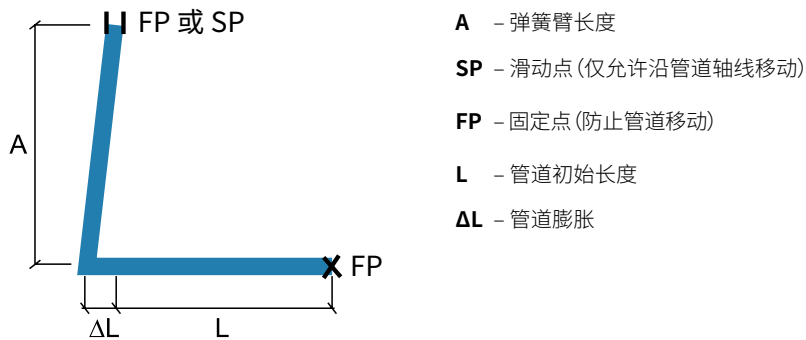 FP 或 SP
A
FP
ΔL
L
A – 弹簧臂长度
SP – 滑动点(仅允许沿管道轴线移动)
FP – 固定点(防止管道移动)
L – 管道初始长度
ΔL – 管道膨胀